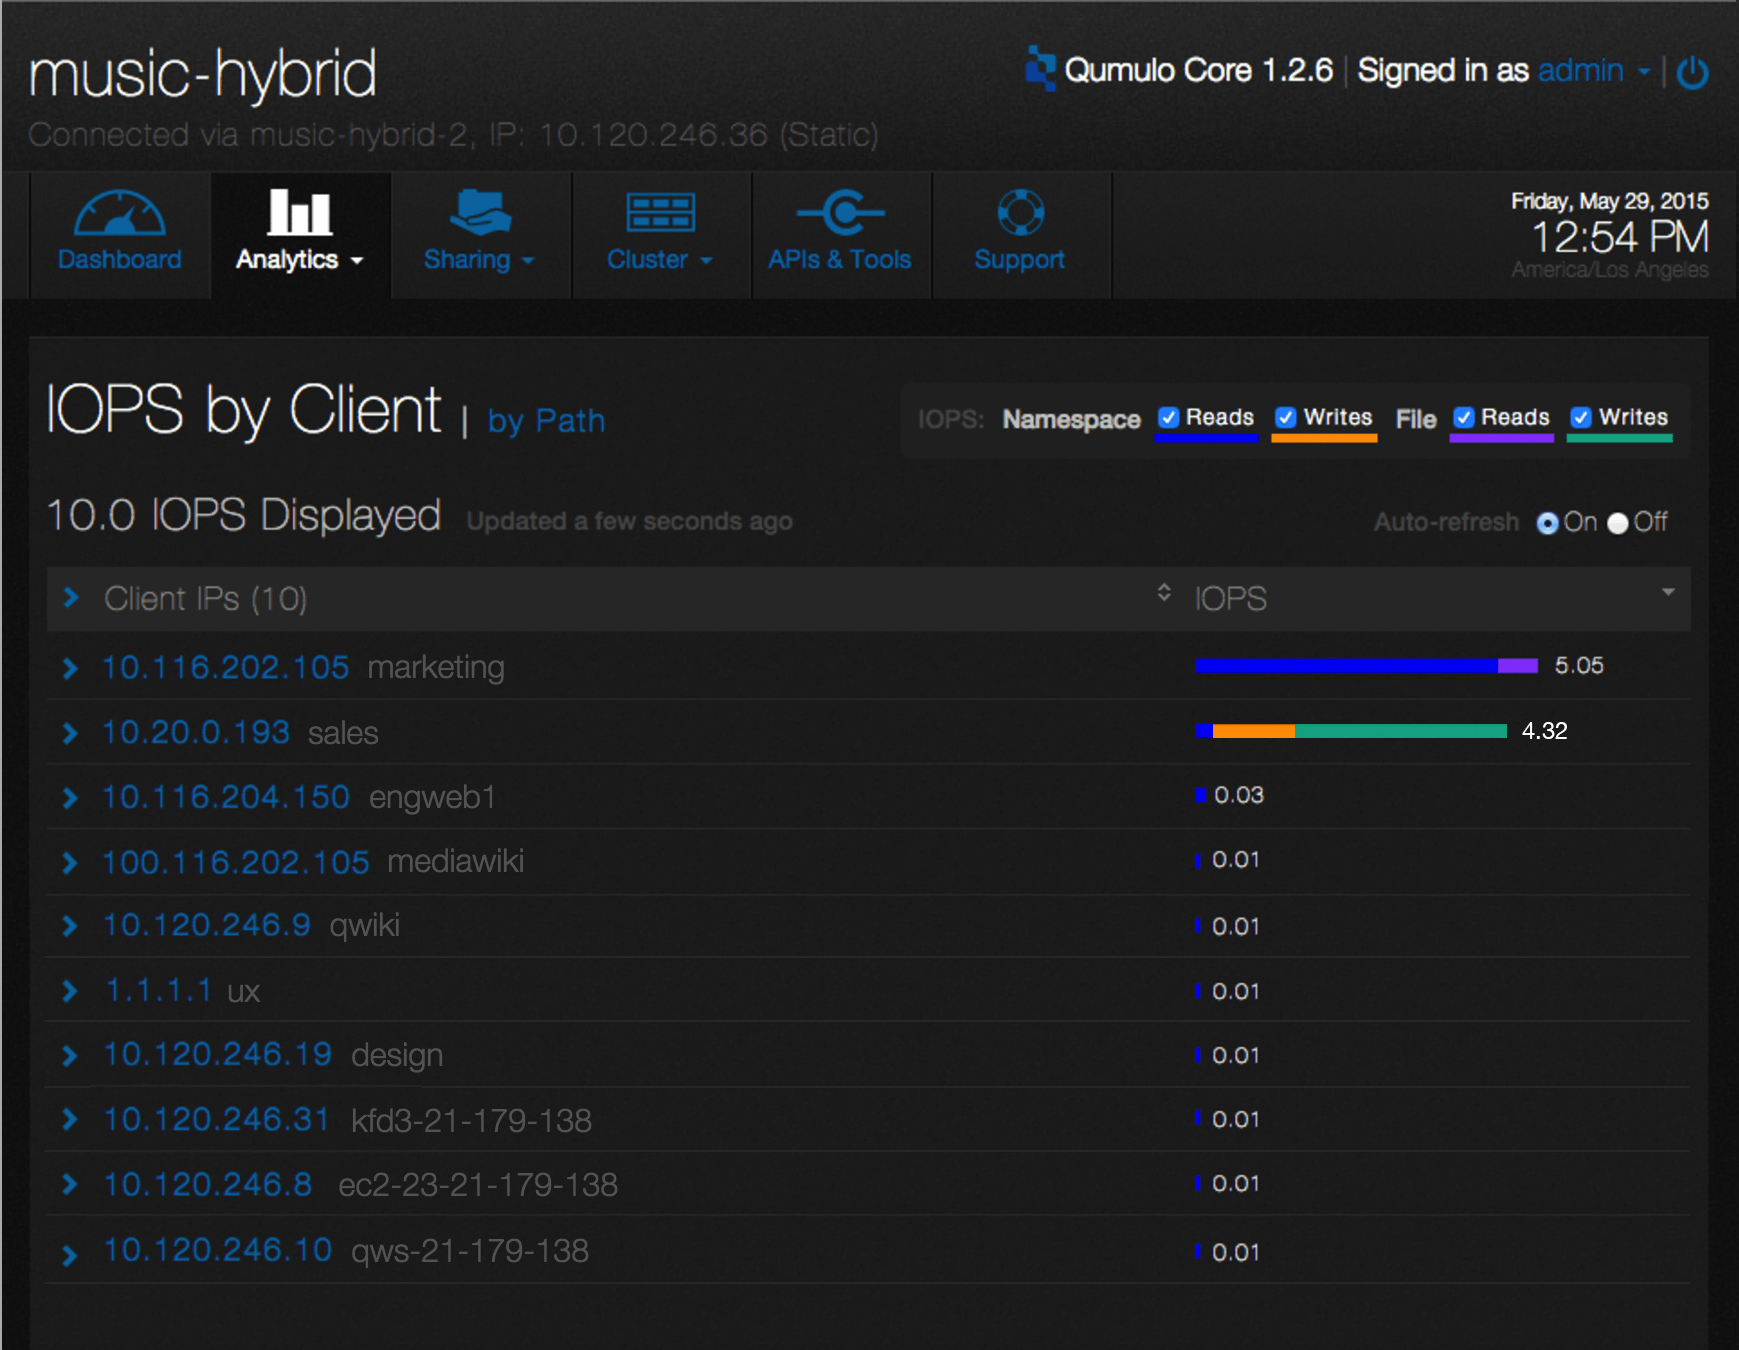 music-hybrid
Qumulo Core 1.2.6 | Signed in as admin
Connected via music-hybrid-2, IP: 10.120.246.36 (Static)
Dashboard
Analytics
Sharing
Cluster
APIs & Tools
Support
Friday, May 29, 2015
12:54 PM
America/Los Angeles
IOPS by Client | by Path
IOPS: Namespace Reads Writes File Reads Writes
10.0 IOPS Displayed Updated a few seconds ago
Auto-refresh On Off
Client IPs (10) IOPS
10.116.202.105 marketing 5.05
10.20.0.193 sales 4.32
10.116.204.150 engweb1 0.03
100.116.202.105 mediawiki 0.01
10.120.246.9 qwiki 0.01
1.1.1.1 ux 0.01
10.120.246.19 design 0.01
10.120.246.31 kfd3-21-179-138 0.01
10.120.246.8 ec2-23-21-179-138 0.01
10.120.246.10 qws-21-179-138 0.01